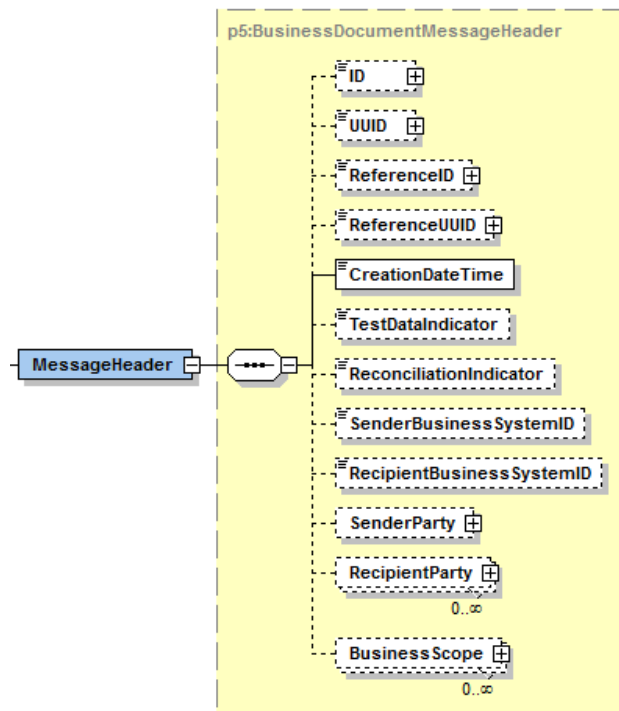 p5:BusinessDocumentMessageHeader
ID
UUID
ReferenceID
ReferenceUUID
CreationDateTime
TestDataIndicator
MessageHeader
ReconciliationIndicator
SenderBusinessSystemID
RecipientBusinessSystemID
SenderParty
RecipientParty
0..∞
BusinessScope
0..∞